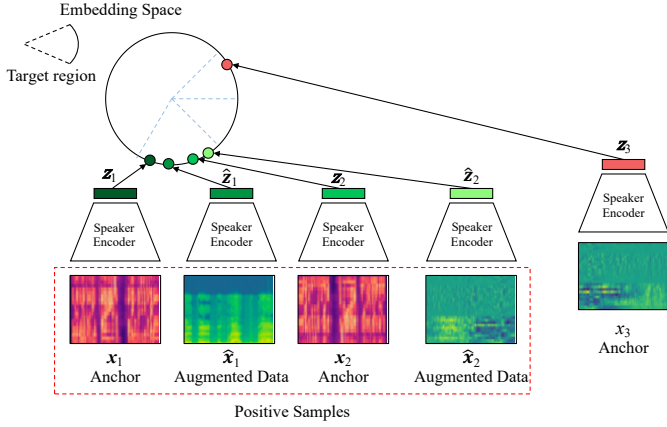 Embedding Space
Target region
𝒛₁ 𝒛̂₁ 𝒛₂ 𝒛̂₂ 𝒛₃
Speaker Encoder
Speaker Encoder
Speaker Encoder
Speaker Encoder
Speaker Encoder
𝒙₁ 𝒙̂₁ 𝒙₂ 𝒙̂₂ 𝑥₃
Anchor Augmented Data Anchor Augmented Data Anchor
Positive Samples